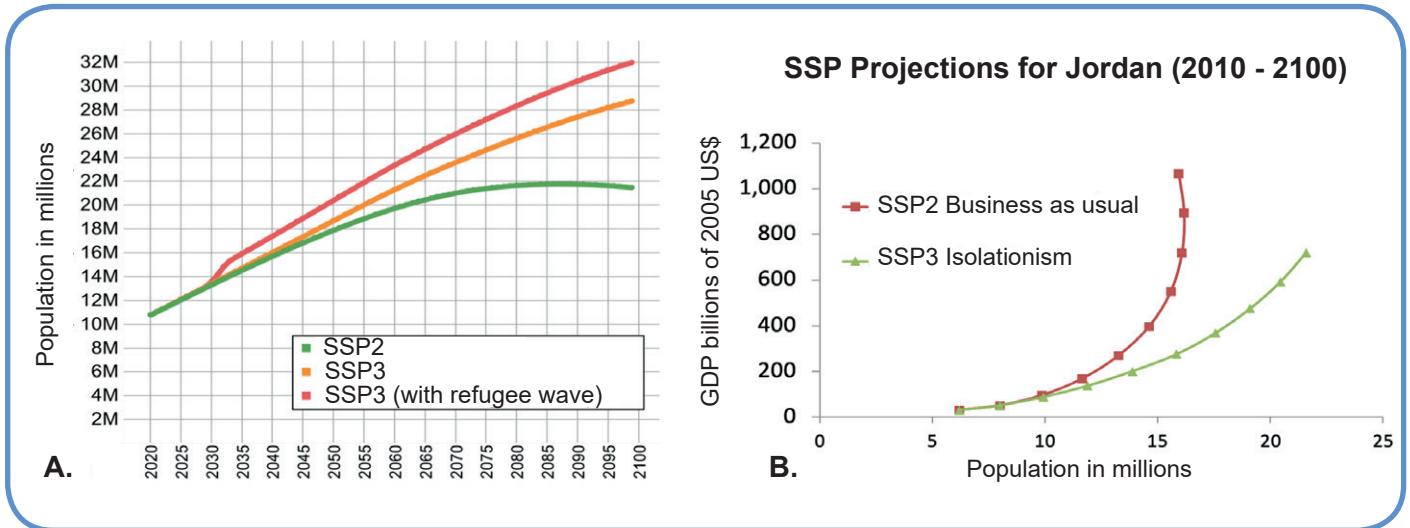 32M
30M
28M
26M
24M
22M
20M
18M
16M
14M
12M
10M
8M
6M
4M
2M
Population in millions
SSP2
SSP3
SSP3 (with refugee wave)
2020
2025
2030
2035
2040
2045
2050
2055
2060
2065
2070
2075
2080
2085
2090
2095
2100
A.
SSP Projections for Jordan (2010 - 2100)
GDP billions of 2005 US$
1,200
1,000
800
600
400
200
0
SSP2 Business as usual
SSP3 Isolationism
0 5 10 15 20 25
Population in millions
B.